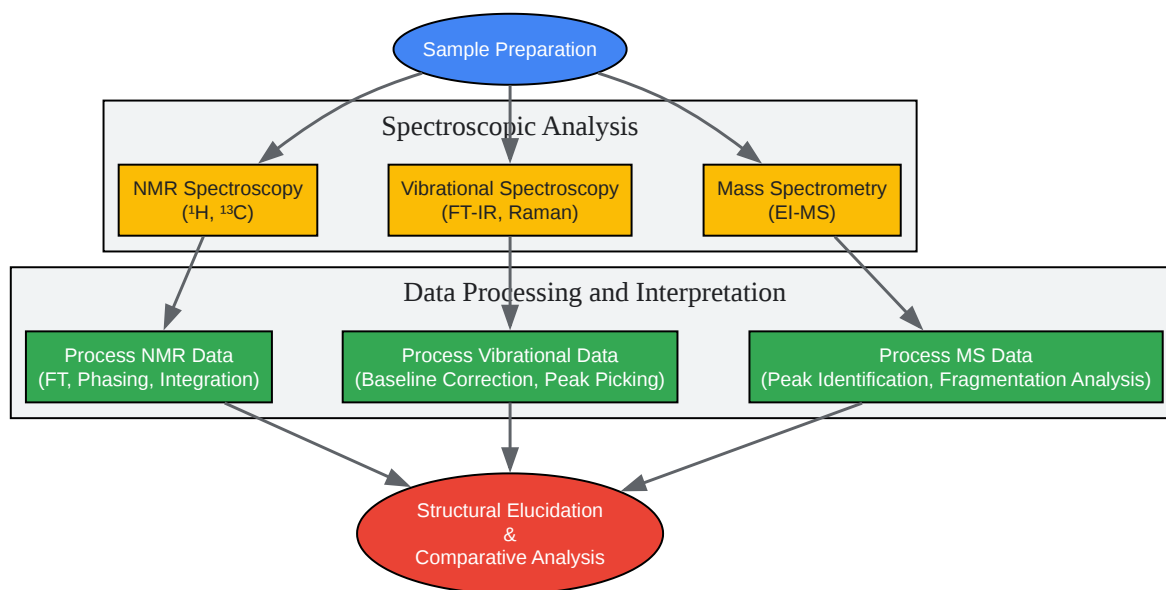 Sample Preparation
Spectroscopic Analysis
NMR Spectroscopy
(¹H, ¹³C)
Vibrational Spectroscopy
(FT-IR, Raman)
Mass Spectrometry
(EI-MS)
Data Processing and Interpretation
Process NMR Data
(FT, Phasing, Integration)
Process Vibrational Data
(Baseline Correction, Peak Picking)
Process MS Data
(Peak Identification, Fragmentation Analysis)
Structural Elucidation
&
Comparative Analysis